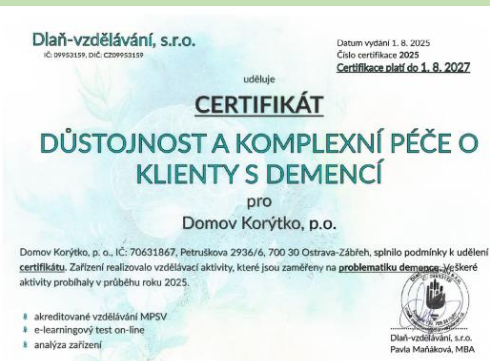 Dlaň-vzdělávání, s.r.o.
IČ: 09953159, DIČ: CZ09953159
Datum vydání 1. 8. 2025
Číslo certifikace 2025
Certifikace platí do 1. 8. 2027
uděluje
CERTIFIKÁT
DŮSTOJNOST A KOMPLEXNÍ PÉČE O
KLIENTY S DEMENCÍ
pro
Domov Korýtko, p.o.
Domov Korýtko, p. o., IČ: 70631867, Petruškova 2936/6, 700 30 Ostrava-Zábřeh, splnilo podmínky k udělení
certifikátu. Zařízení realizovalo vzdělávací aktivity, které jsou zaměřeny na problematiku demence. Veškeré
aktivity probíhaly v průběhu roku 2025.
akreditované vzdělávání MPSV
e-learningový test on-line
analýza zařízení
Dlaň-vzdělávání, s.r.o.
Pavla Maňáková, MBA